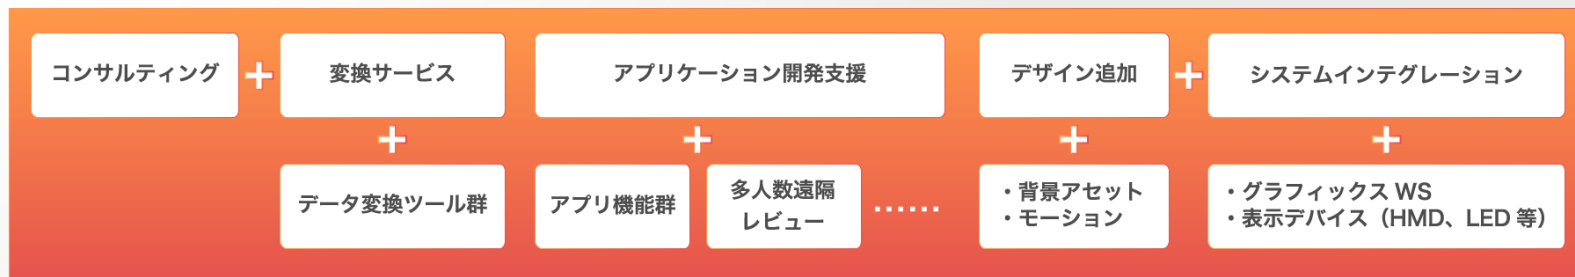 コンサルティング
+
変換サービス
アプリケーション開発支援
デザイン追加
+
システムインテグレーション
+
+
+
+
データ変換ツール群
アプリ機能群
多人数遠隔
レビュー
……
・背景アセット
・モーション
・グラフィックス WS
・表示デバイス（HMD、LED 等）